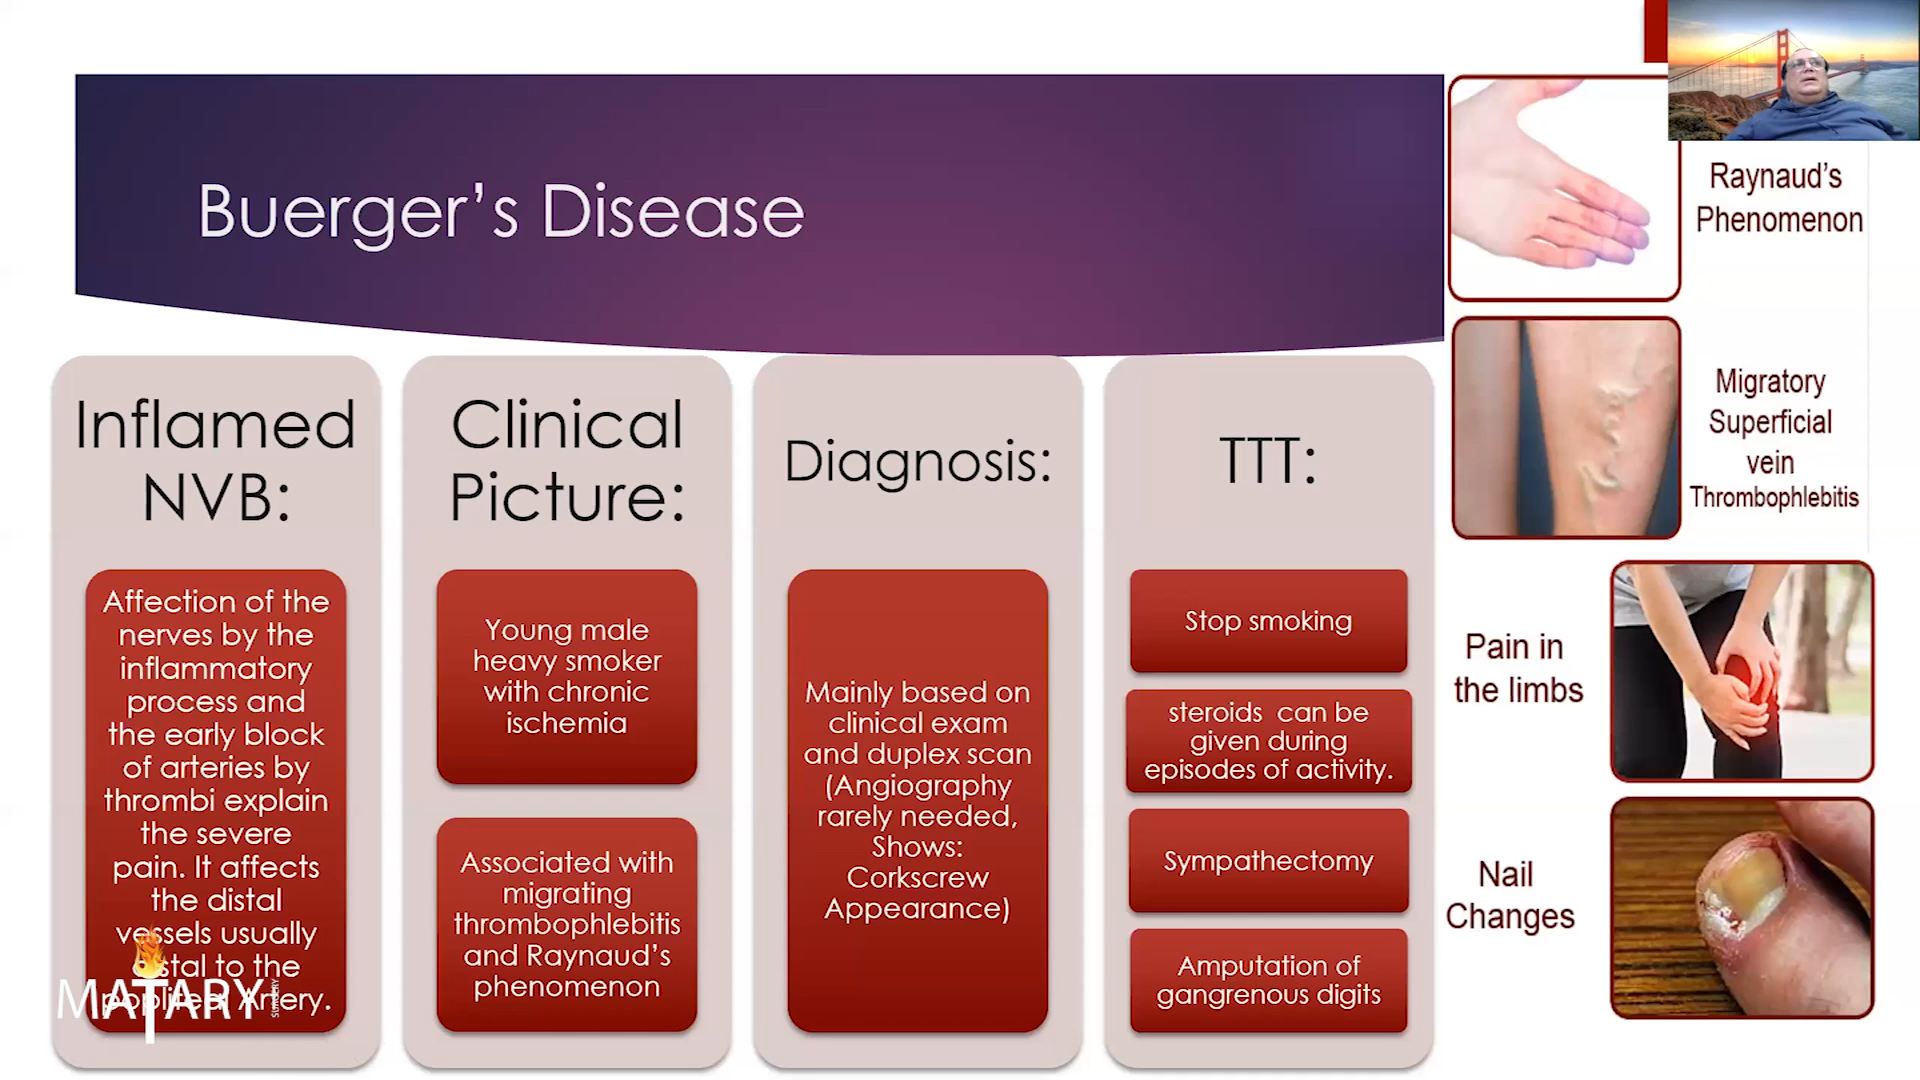 Buerger's Disease
Inflamed
NVB:
Affection of the
nerves by the
inflammatory
process and
the early block
of arteries by
thrombi explain
the severe
pain. It affects
the distal
vessels usually
distal to the
popliteal Artery.
Clinical
Picture:
Young male
heavy smoker
with chronic
ischemia
Associated with
migrating
thrombophlebitis
and Raynaud's
phenomenon
Diagnosis:
Mainly based on
clinical exam
and duplex scan
(Angiography
rarely needed,
Shows:
Corkscrew
Appearance)
TTT:
Stop smoking
steroids can be
given during
episodes of activity.
Sympathectomy
Amputation of
gangrenous digits
Raynaud's
Phenomenon
Migratory
Superficial
vein
Thrombophlebitis
Pain in
the limbs
Nail
Changes
MATARY
SURGERY